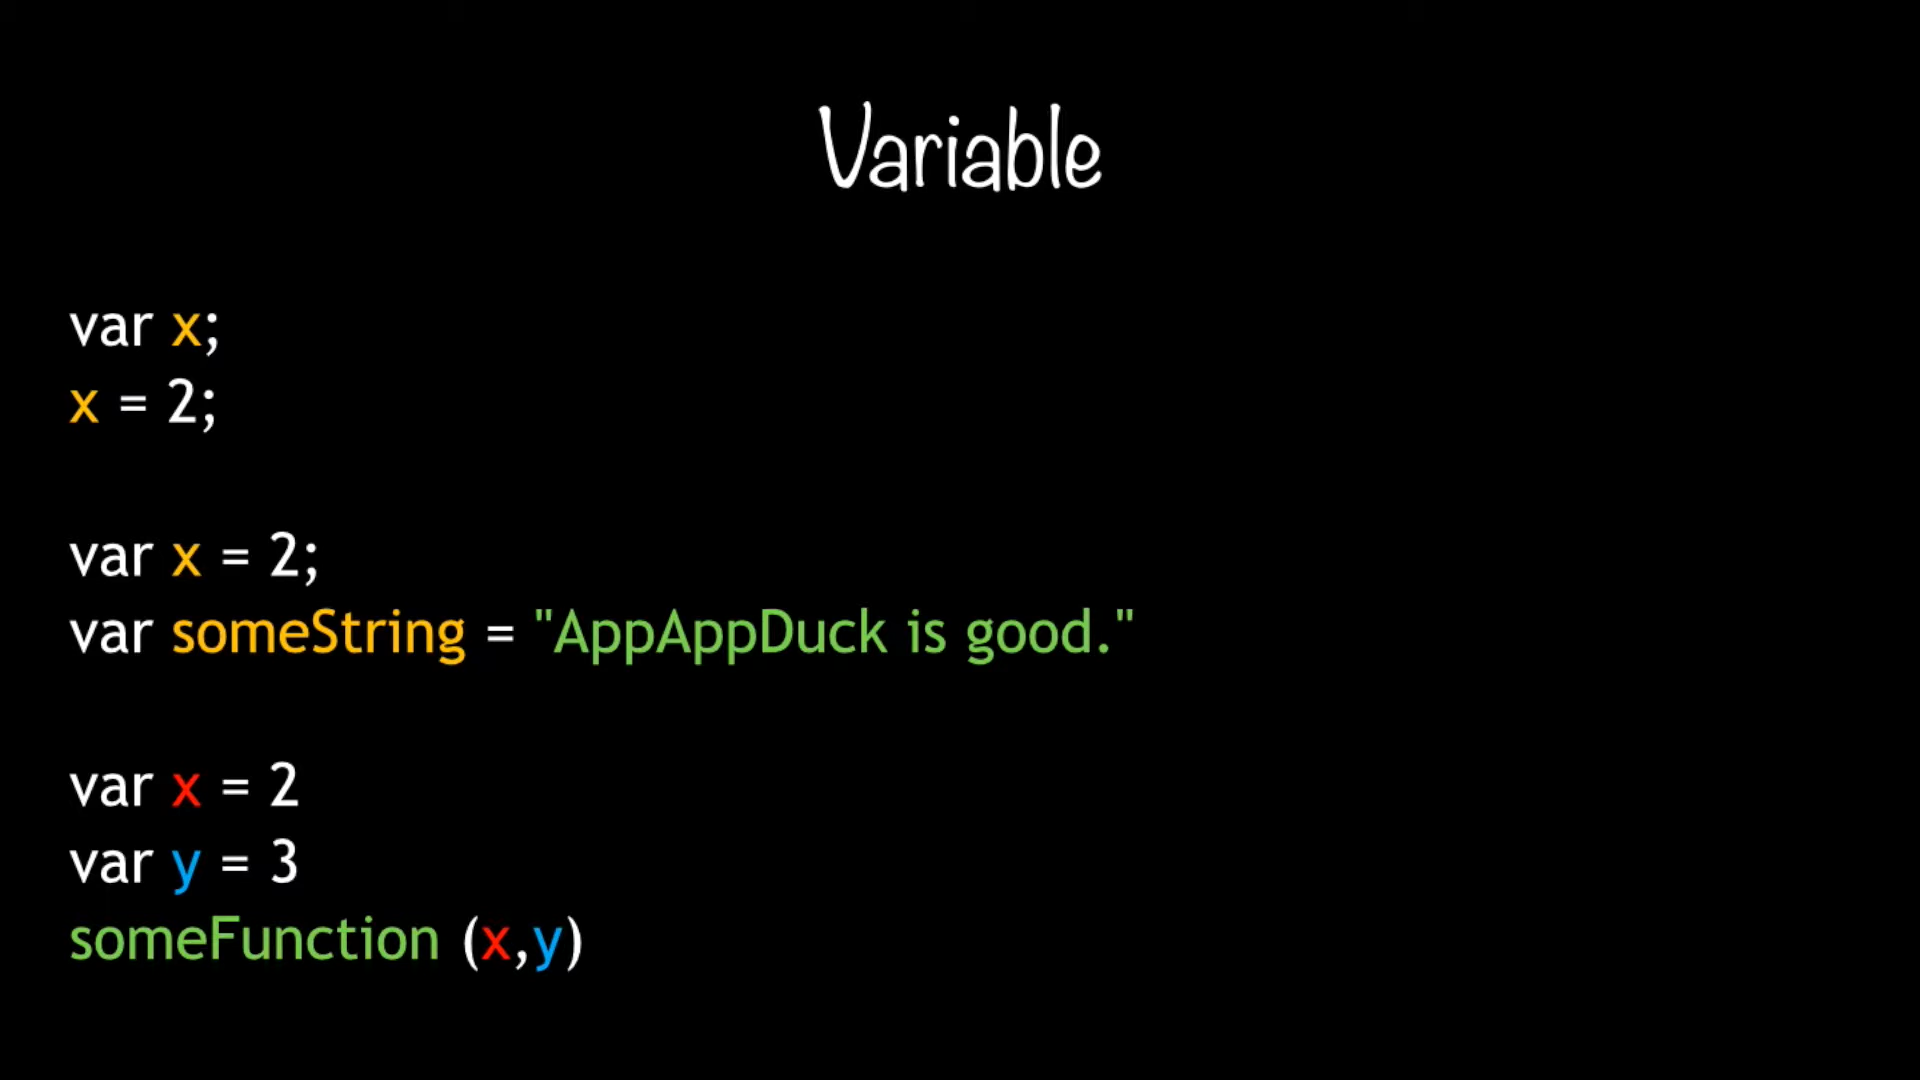 Variable
var x;
x = 2;
var x = 2;
var someString = "AppAppDuck is good."
var x = 2
var y = 3
someFunction (x,y)